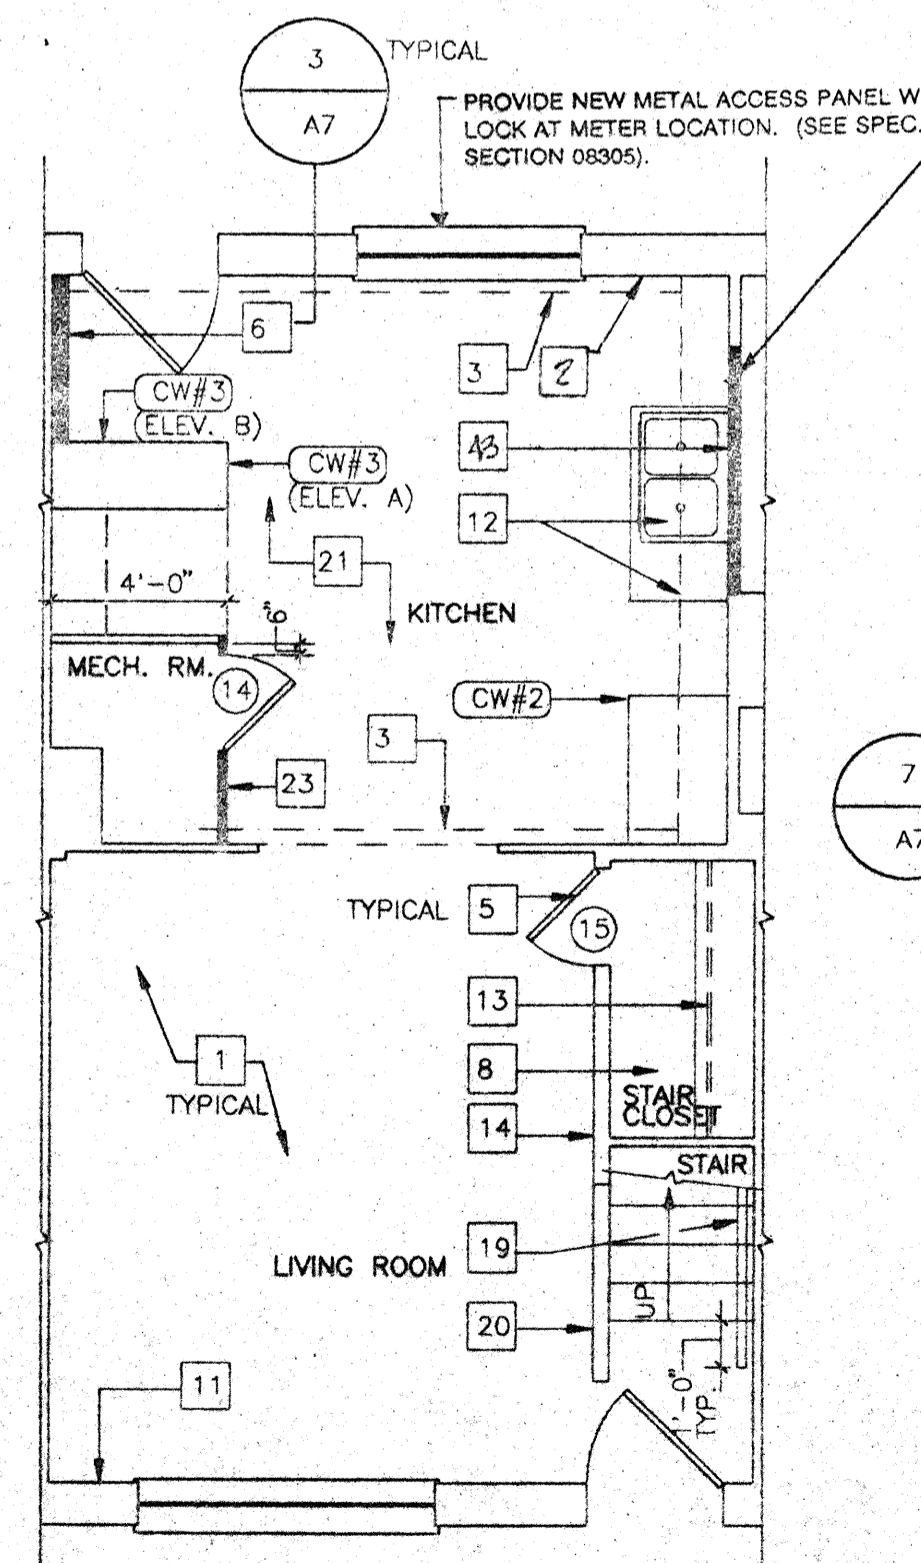 3
TYPICAL
A7
PROVIDE NEW METAL ACCESS PANEL W
LOCK AT METER LOCATION. (SEE SPEC.
SECTION 08305).
6
3
2
CW#3
(ELEV. B)
43
CW#3
(ELEV. A)
12
21
4'-0"
6"
KITCHEN
MECH. RM.
14
CW#2
3
23
7
A7
TYPICAL
5
15
13
1
TYPICAL
8
STAIR
CLOSET
14
STAIR
19
LIVING ROOM
UP
20
1'-0"
TYP.
11